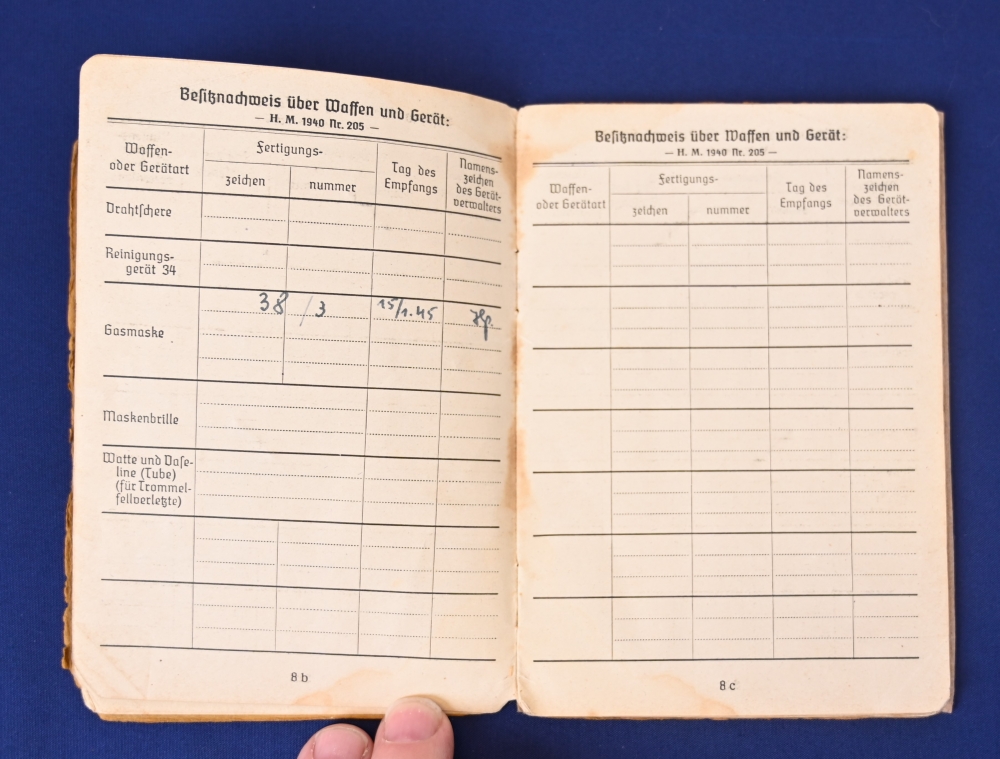 Besitznachweis über Waffen und Gerät:
— H. M. 1940 Nr. 205 —
Waffen-
oder Gerätart
Fertigungs-
zeichen
nummer
Tag des
Empfangs
Namens-
zeichen
des Gerät-
verwalters
Drahtschere
Reinigungs-
gerät 34
Gasmaske
38 / 3 15/1.45
Maskenbrille
Watte und Vase-
line (Tube)
(für Trommel-
fellverletzte)
8 b
Besitznachweis über Waffen und Gerät:
— H. M. 1940 Nr. 205 —
Waffen-
oder Gerätart
Fertigungs-
zeichen
nummer
Tag des
Empfangs
Namens-
zeichen
des Gerät-
verwalters
8 c